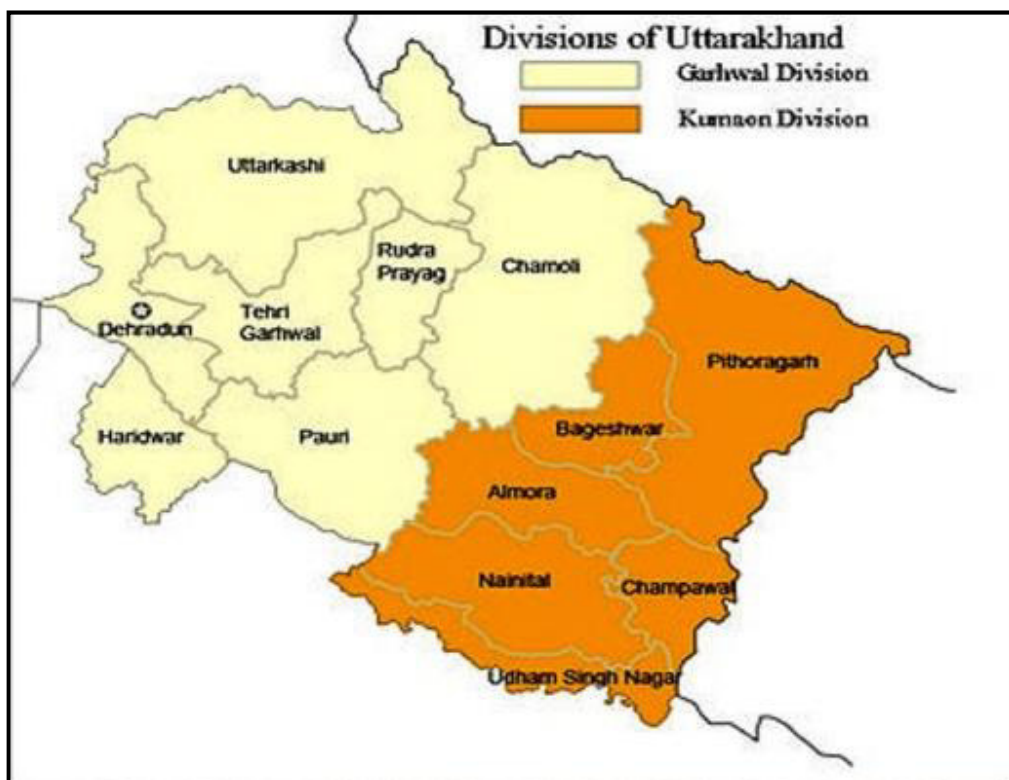 Divisions of Uttarakhand
Garhwal Division
Kumaon Division
Uttarkashi
Rudra
Prayag
Chamoli
Tehri
Garhwal
Dehradun
Pithoragarh
Haridwar
Pauri
Bageshwar
Almora
Nainital
Champawat
Udham Singh Nagar